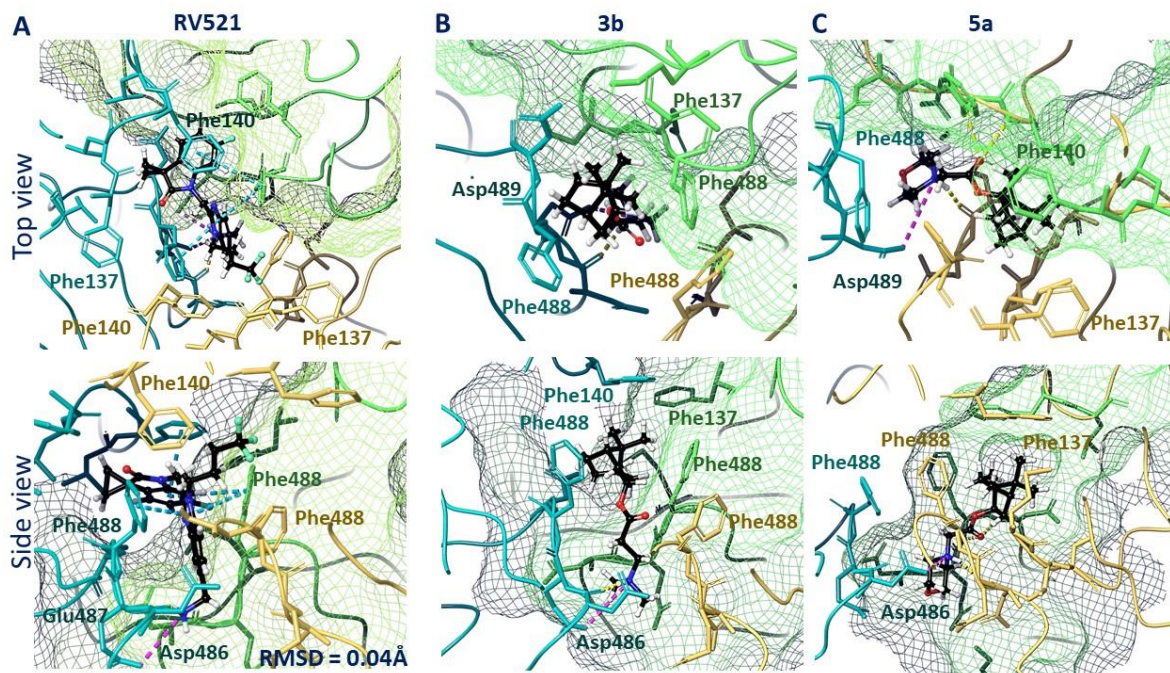 A
RV521
B
3b
C
5a
Top view
Phe140
Phe137
Phe140
Phe137
Phe137
Asp489
Phe488
Phe488
Phe488
Phe488
Phe140
Asp489
Phe137
Side view
Phe140
Phe488
Phe488
Phe488
Glu487
Asp486
RMSD = 0.04Å
Phe140
Phe488
Phe137
Phe488
Phe488
Asp486
Phe488
Phe137
Phe488
Asp486